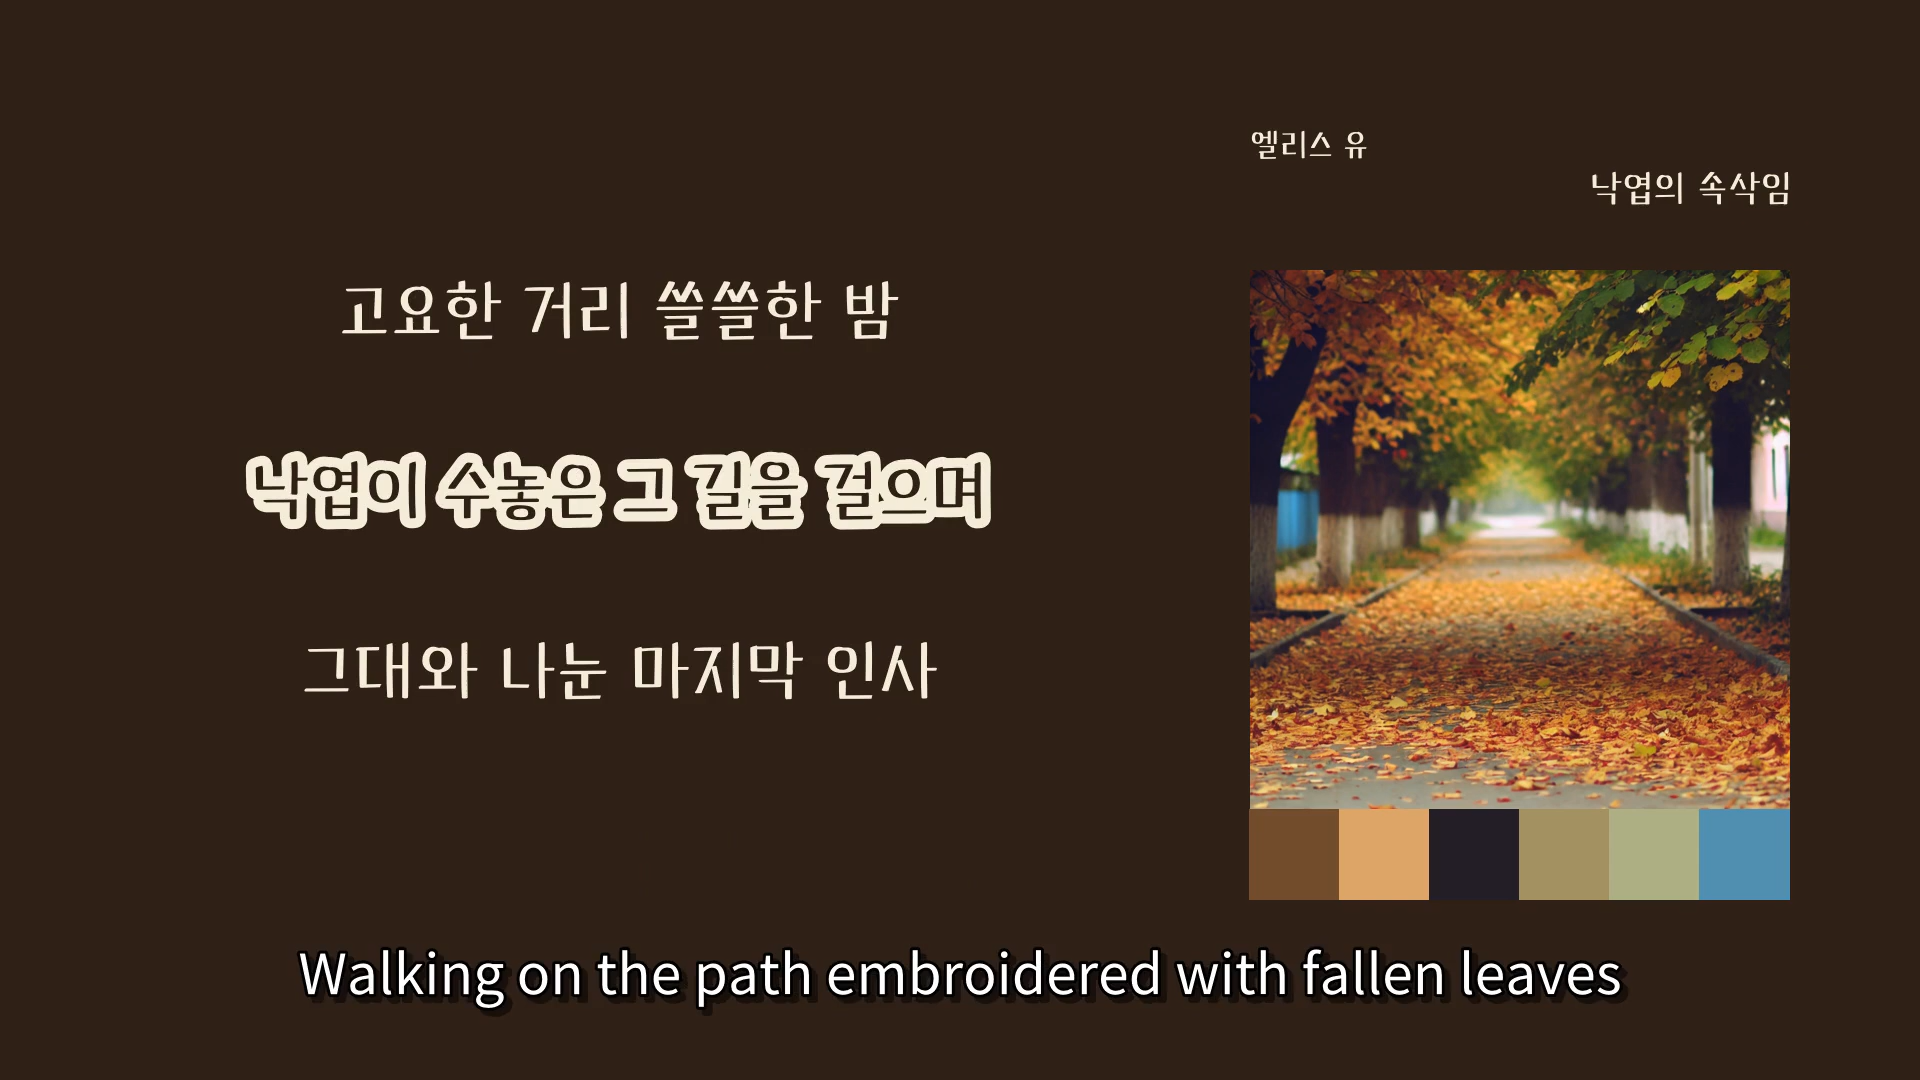 엘리스 유
낙엽의 속삭임
고요한 거리 쓸쓸한 밤
낙엽이 수놓은 그 길을 걸으며
그대와 나눈 마지막 인사
Walking on the path embroidered with fallen leaves